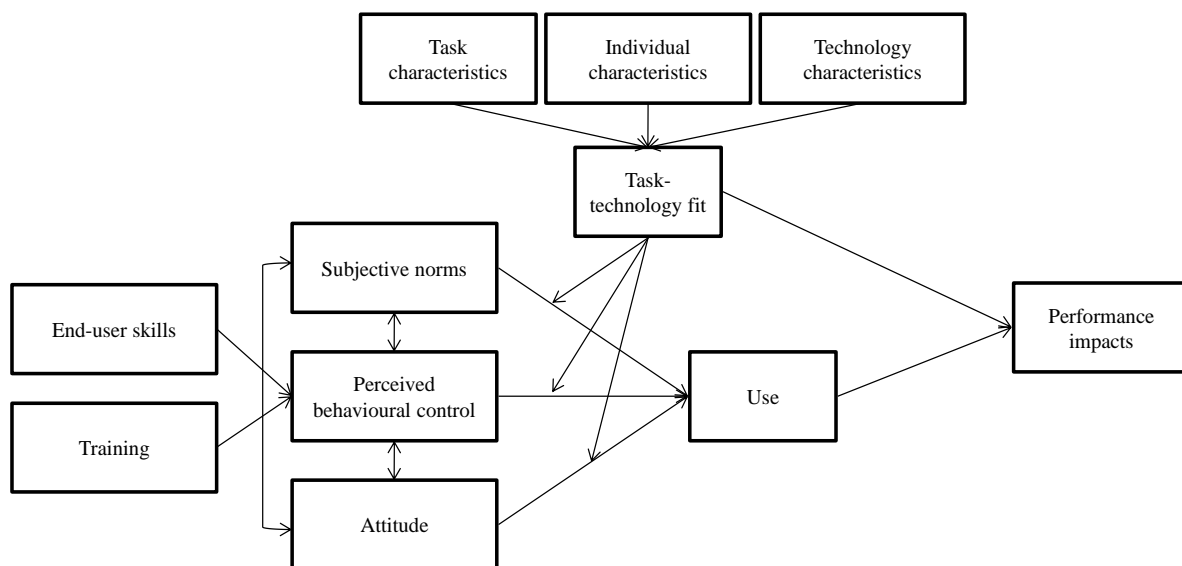 Task
characteristics
Individual
characteristics
Technology
characteristics
Task-
technology fit
Subjective norms
End-user skills
Performance
impacts
Perceived
behavioural control
Use
Training
Attitude